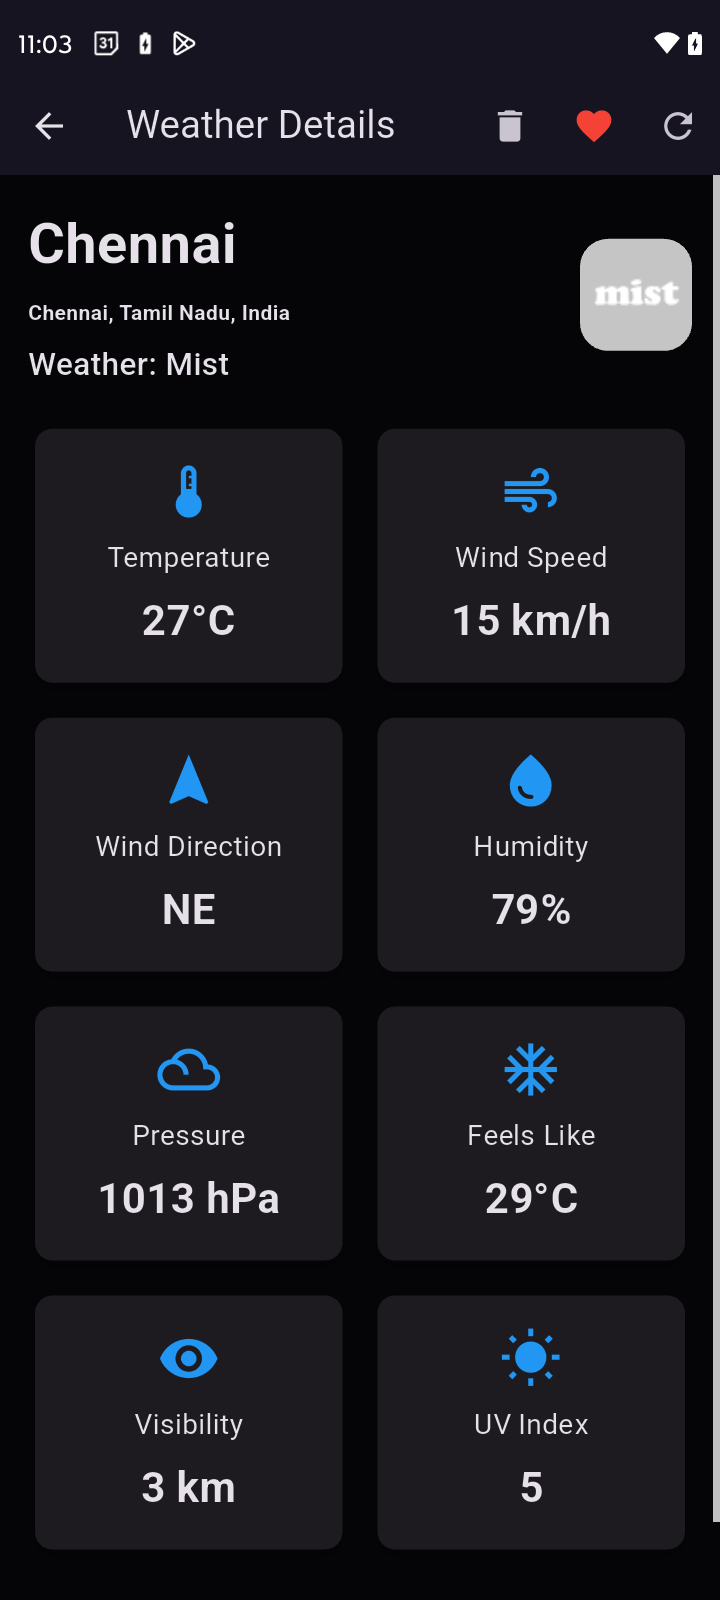 11:03
31
Weather Details
Chennai
mist
Chennai, Tamil Nadu, India
Weather: Mist
Temperature
27°C
Wind Speed
15 km/h
Wind Direction
NE
Humidity
79%
Pressure
1013 hPa
Feels Like
29°C
Visibility
3 km
UV Index
5